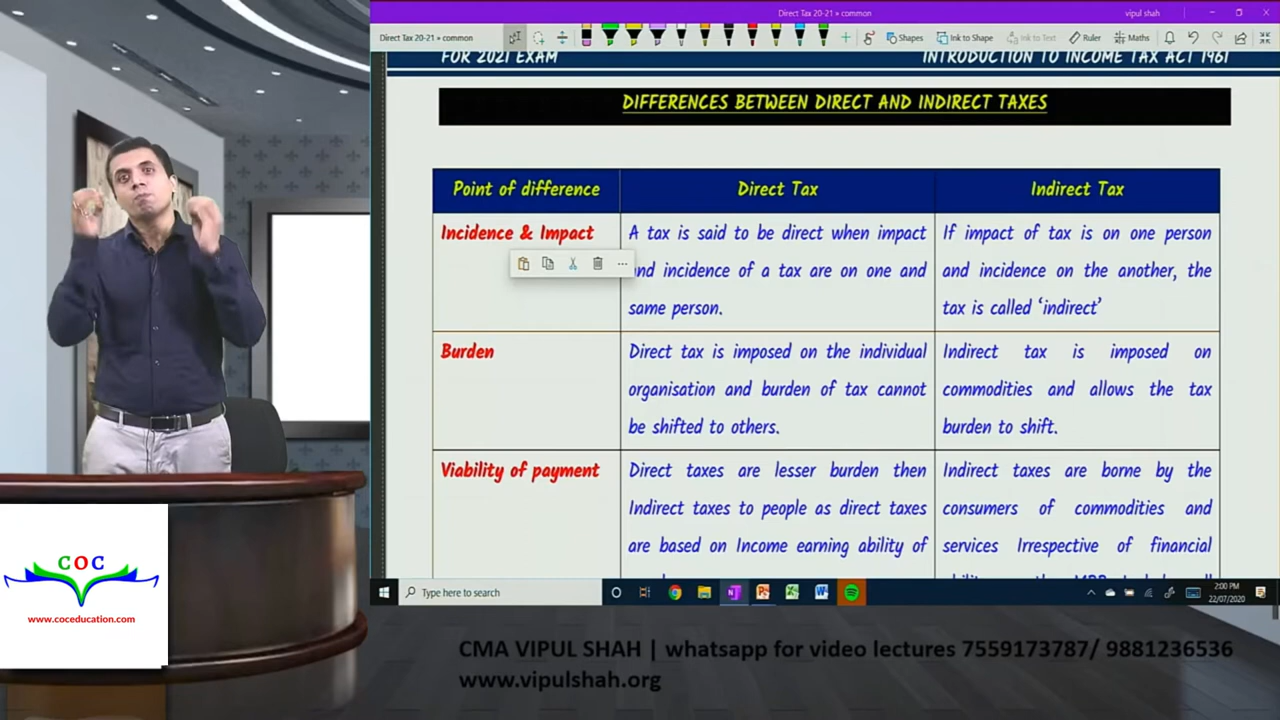 Direct Tax 20-21 » common
vipul shah
Direct Tax 20-21 » common
Shapes
Ink to Shape
Ink to Text
Ruler
Maths
FOR 2021 EXAM
INTRODUCTION TO INCOME TAX ACT 1961
DIFFERENCES BETWEEN DIRECT AND INDIRECT TAXES
Point of difference
Direct Tax
Indirect Tax
Incidence & Impact
A tax is said to be direct when impact
nd incidence of a tax are on one and
same person.
If impact of tax is on one person
and incidence on the another, the
tax is called ‘indirect’
Burden
Direct tax is imposed on the individual
organisation and burden of tax cannot
be shifted to others.
Indirect tax is imposed on
commodities and allows the tax
burden to shift.
Viability of payment
Direct taxes are lesser burden then
Indirect taxes to people as direct taxes
are based on Income earning ability of
Indirect taxes are borne by the
consumers of commodities and
services Irrespective of financial
Type here to search
2:00 PM
22/07/2020
COC
www.coceducation.com
CMA VIPUL SHAH | whatsapp for video lectures 7559173787/ 9881236536
www.vipulshah.org